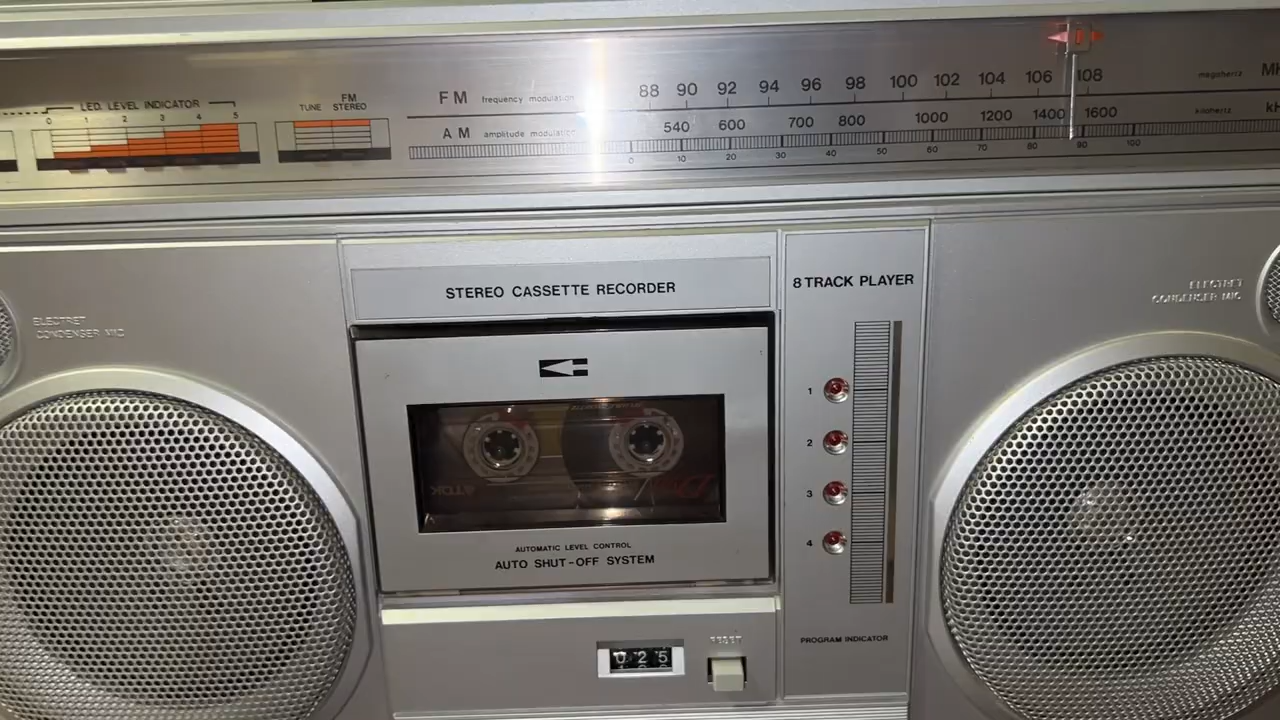 LED. LEVEL INDICATOR
0 1 2 3 4 5
TUNE
FM
STEREO
FM frequency modulation
88 90 92 94 96 98 100 102 104 106 108
megahertz
AM amplitude modulation
540 600 700 800 1000 1200 1400 1600
kilohertz
0 10 20 30 40 50 60 70 80 90 100
STEREO CASSETTE RECORDER
8 TRACK PLAYER
ELECTRET
CONDENSER MIC
ELECTRET
CONDENSER MIC
TDK
D
1
2
3
4
AUTOMATIC LEVEL CONTROL
AUTO SHUT-OFF SYSTEM
PROGRAM INDICATOR
RESET
025